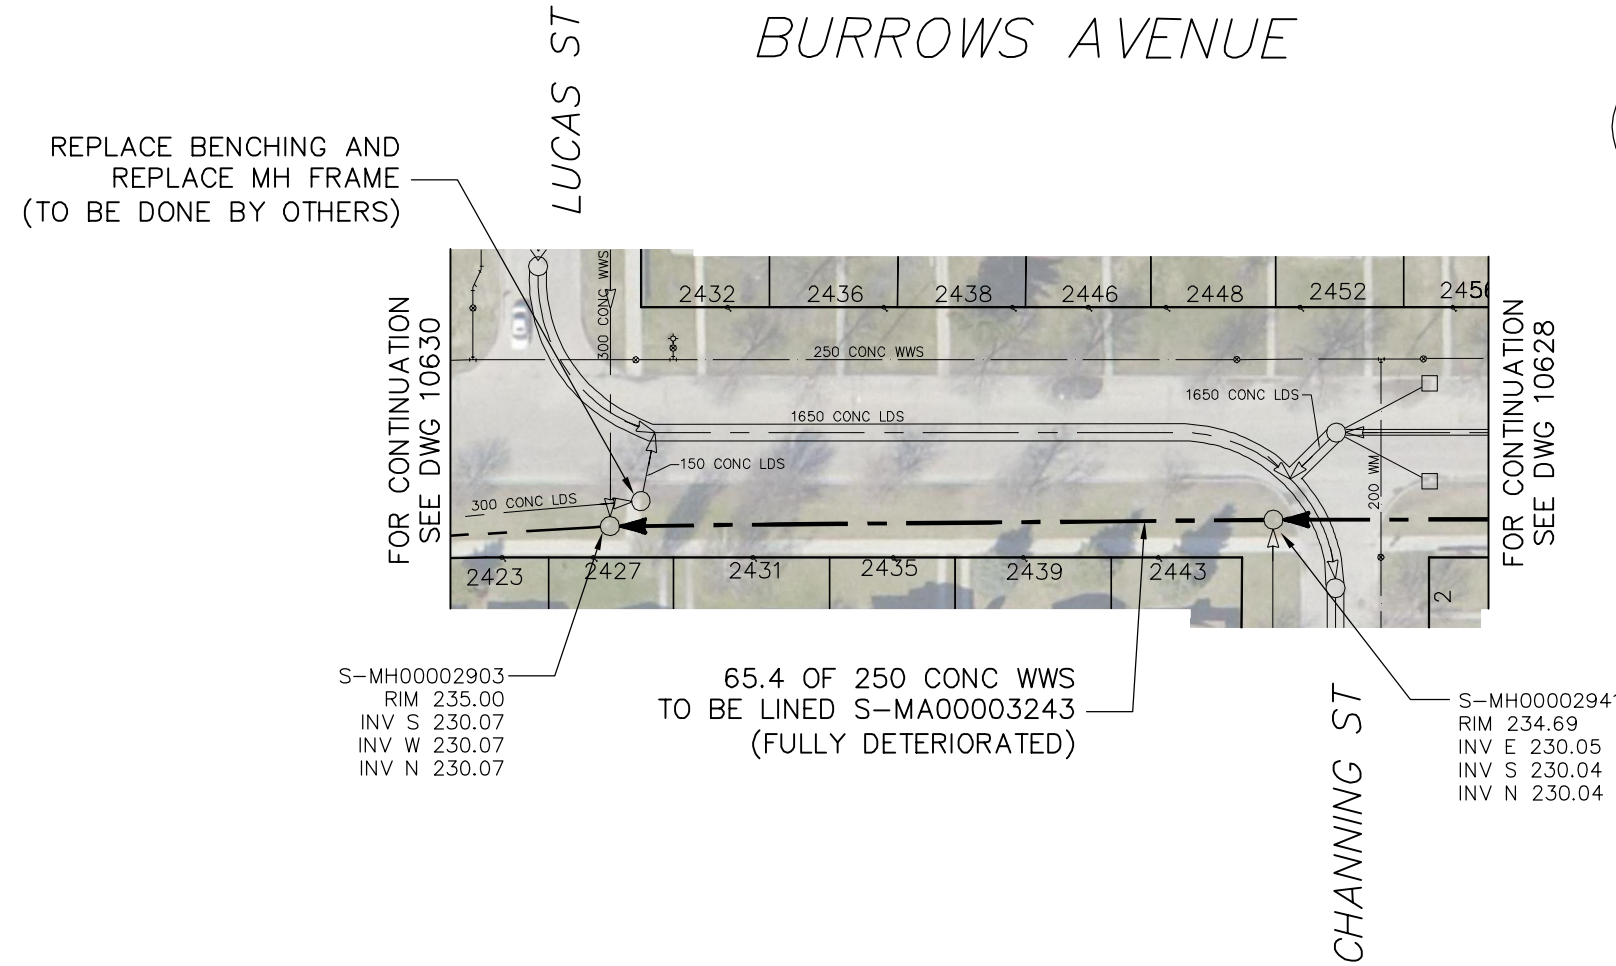 BURROWS AVENUE
LUCAS ST
REPLACE BENCHING AND
REPLACE MH FRAME
(TO BE DONE BY OTHERS)
FOR CONTINUATION
SEE DWG 10630
300 CONC WWS
2432
2436
2438
2446
2448
2452
2456
250 CONC WWS
1650 CONC LDS
1650 CONC LDS
150 CONC LDS
300 CONC LDS
200 WM
FOR CONTINUATION
SEE DWG 10628
2423
2427
2431
2435
2439
2443
2
S-MH00002903
RIM 235.00
INV S 230.07
INV W 230.07
INV N 230.07
65.4 OF 250 CONC WWS
TO BE LINED S-MA00003243
(FULLY DETERIORATED)
S-MH00002941
RIM 234.69
INV E 230.05
INV S 230.04
INV N 230.04
CHANNING ST